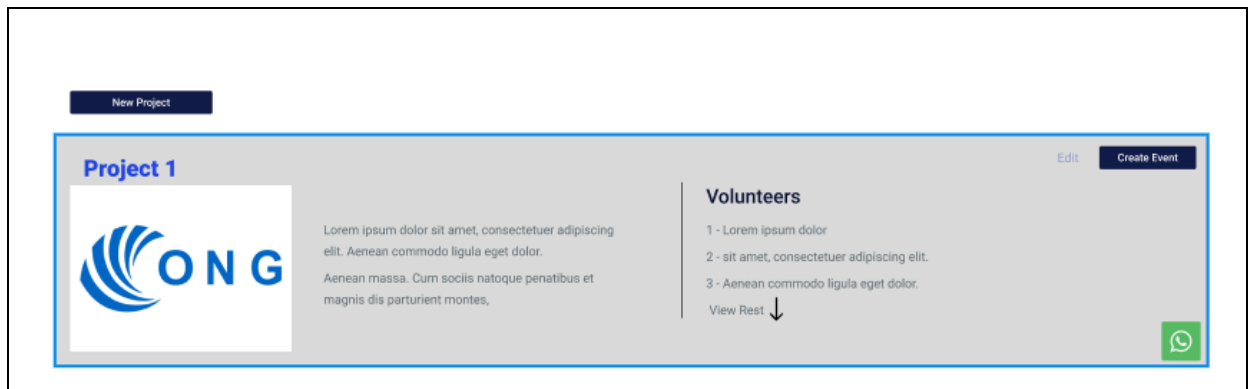 New Project
Project 1
Edit
Create Event
ONG
Lorem ipsum dolor sit amet, consectetuer adipiscing
elit. Aenean commodo ligula eget dolor.
Aenean massa. Cum sociis natoque penatibus et
magnis dis parturient montes,
Volunteers
1 - Lorem ipsum dolor
2 - sit amet, consectetuer adipiscing elit.
3 - Aenean commodo ligula eget dolor.
View Rest